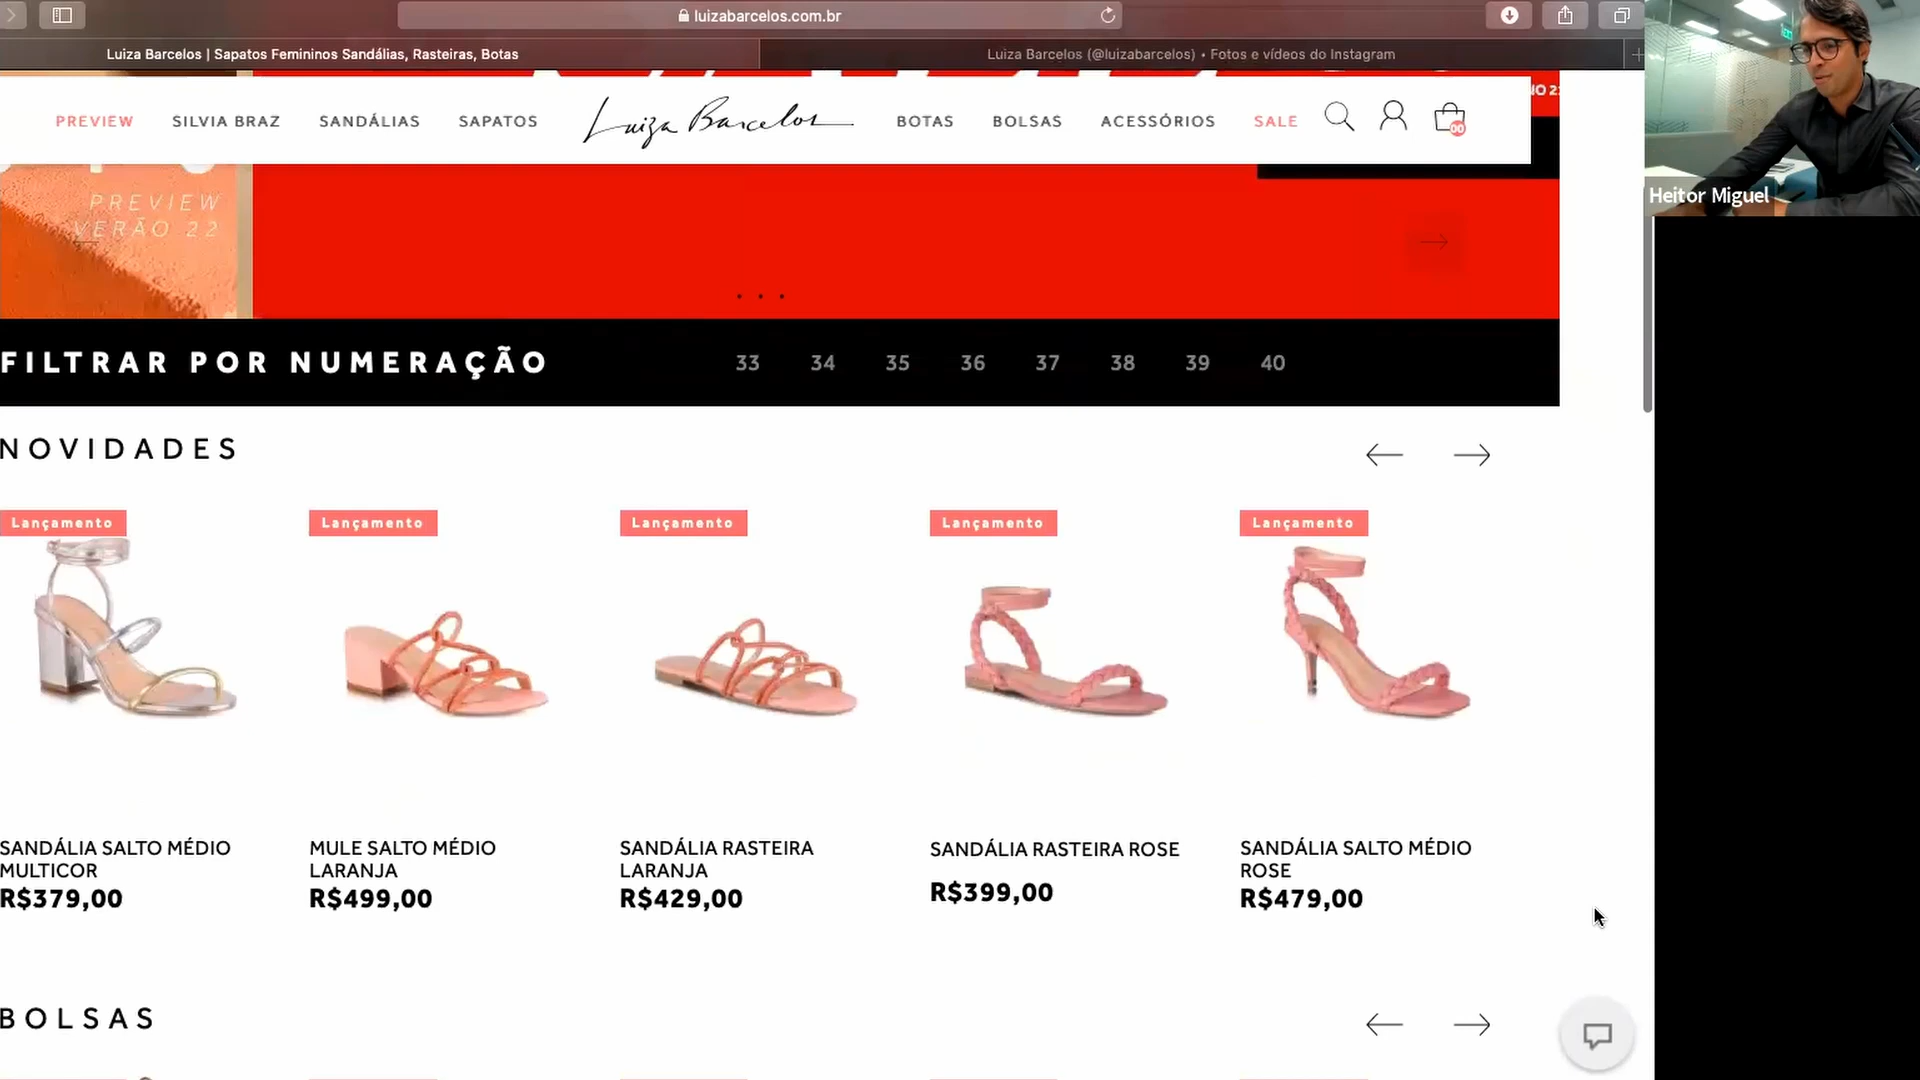 luizabarcelos.com.br
Luiza Barcelos | Sapatos Femininos Sandálias, Rasteiras, Botas
Luiza Barcelos (@luizabarcelos) • Fotos e vídeos do Instagram
PREVIEW SILVIA BRAZ SANDÁLIAS SAPATOS Luiza Barcelos BOTAS BOLSAS ACESSÓRIOS SALE 00
PREVIEW
VERÃO 22
Heitor Miguel
FILTRAR POR NUMERAÇÃO 33 34 35 36 37 38 39 40
NOVIDADES
Lançamento Lançamento Lançamento Lançamento Lançamento
SANDÁLIA SALTO MÉDIO
MULTICOR
R$379,00
MULE SALTO MÉDIO
LARANJA
R$499,00
SANDÁLIA RASTEIRA
LARANJA
R$429,00
SANDÁLIA RASTEIRA ROSE
R$399,00
SANDÁLIA SALTO MÉDIO
ROSE
R$479,00
BOLSAS